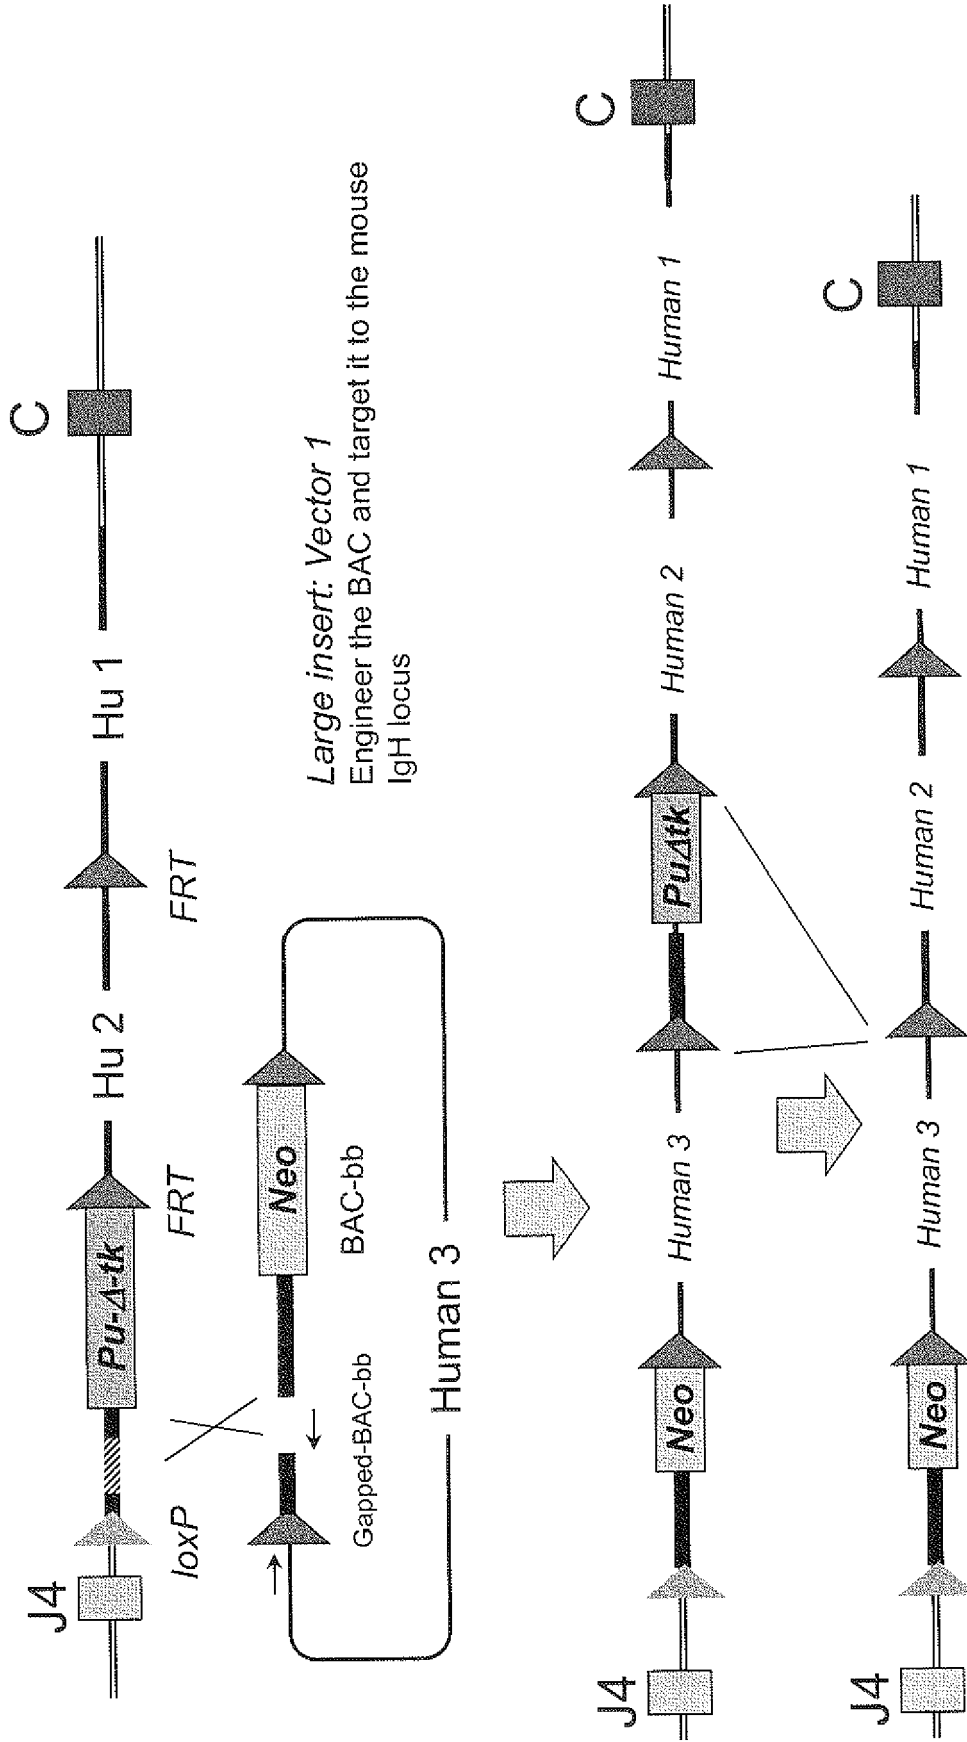 J4
loxP
Pu-Δ-tk
FRT
Hu 2
FRT
Hu 1
C
Gapped-BAC-bb
Neo
BAC-bb
Human 3
Large insert: Vector 1
Engineer the BAC and target it to the mouse
IgH locus
J4
Neo
Human 3
PuΔtk
Human 2
Human 1
C
J4
Neo
Human 3
Human 2
Human 1
C